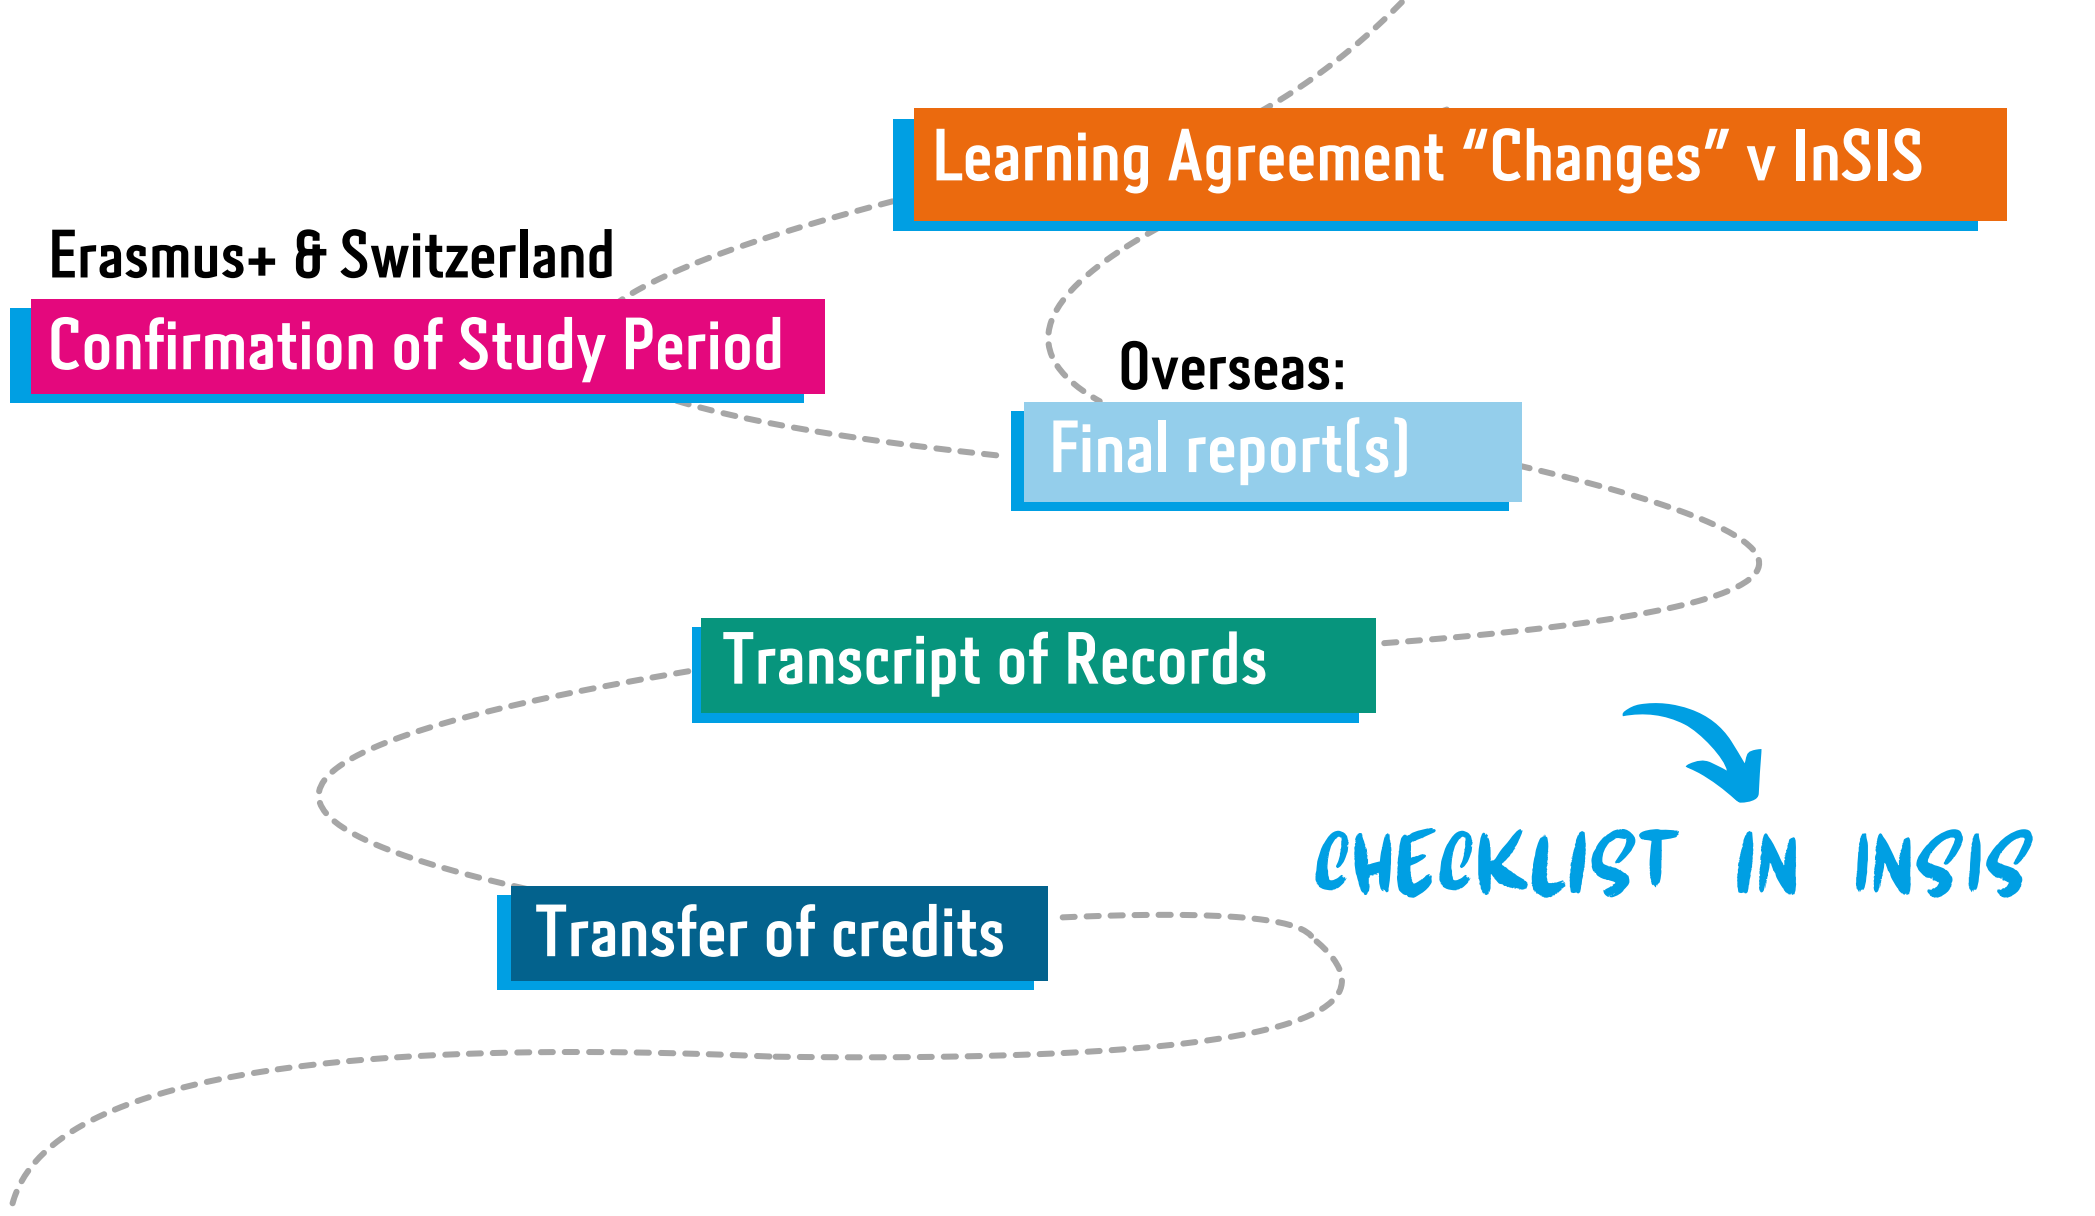 Learning Agreement “Changes” v InSIS
Erasmus+ & Switzerland
Confirmation of Study Period
Overseas:
Final report(s)
Transcript of Records
CHECKLIST IN INSIS
Transfer of credits